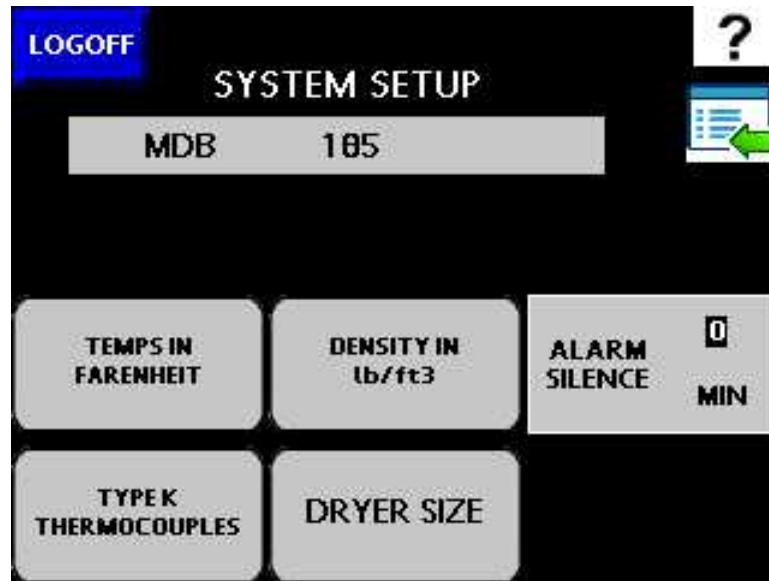 LOGOFF
?
SYSTEM SETUP
MDB 105
TEMPS IN
FARENHEIT
DENSITY IN
lb/ft3
ALARM
SILENCE
0
MIN
TYPE K
THERMOCOUPLES
DRYER SIZE